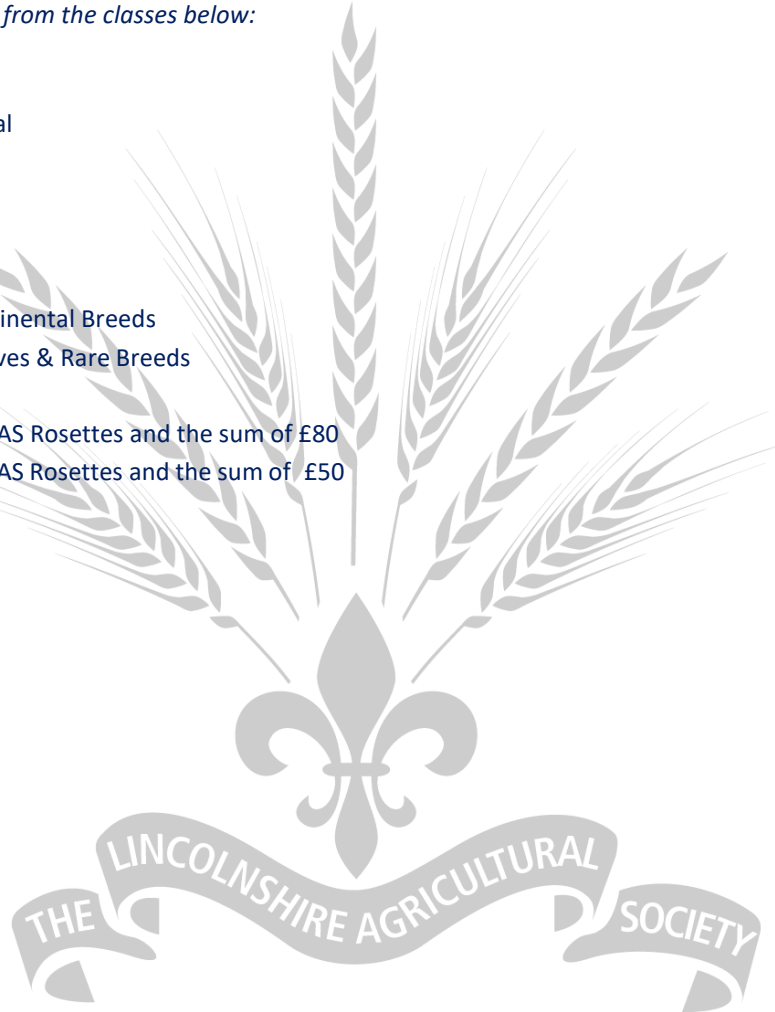 from the classes below:
al
inental Breeds
ves & Rare Breeds
AS Rosettes and the sum of £80
AS Rosettes and the sum of £50
THE LINCOLNSHIRE AGRICULTURAL SOCIETY